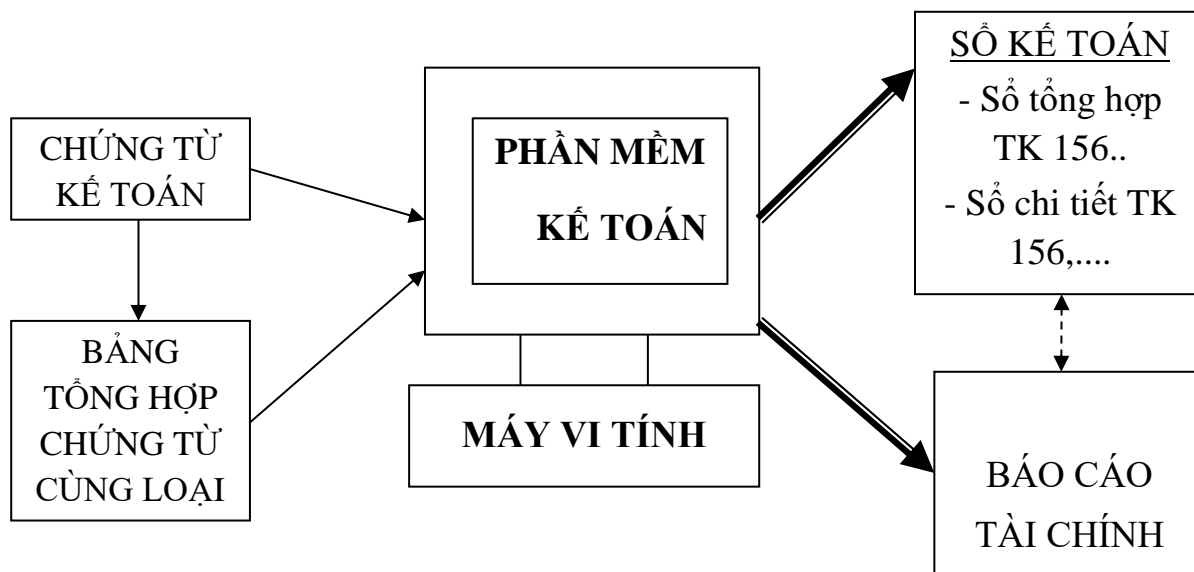 CHỨNG TỪ
KẾ TOÁN
BẢNG
TỔNG HỢP
CHỨNG TỪ
CÙNG LOẠI
PHẦN MỀM
KẾ TOÁN
MÁY VI TÍNH
SỔ KẾ TOÁN
- Sổ tổng hợp
TK 156..
- Sổ chi tiết TK
156,....
BÁO CÁO
TÀI CHÍNH